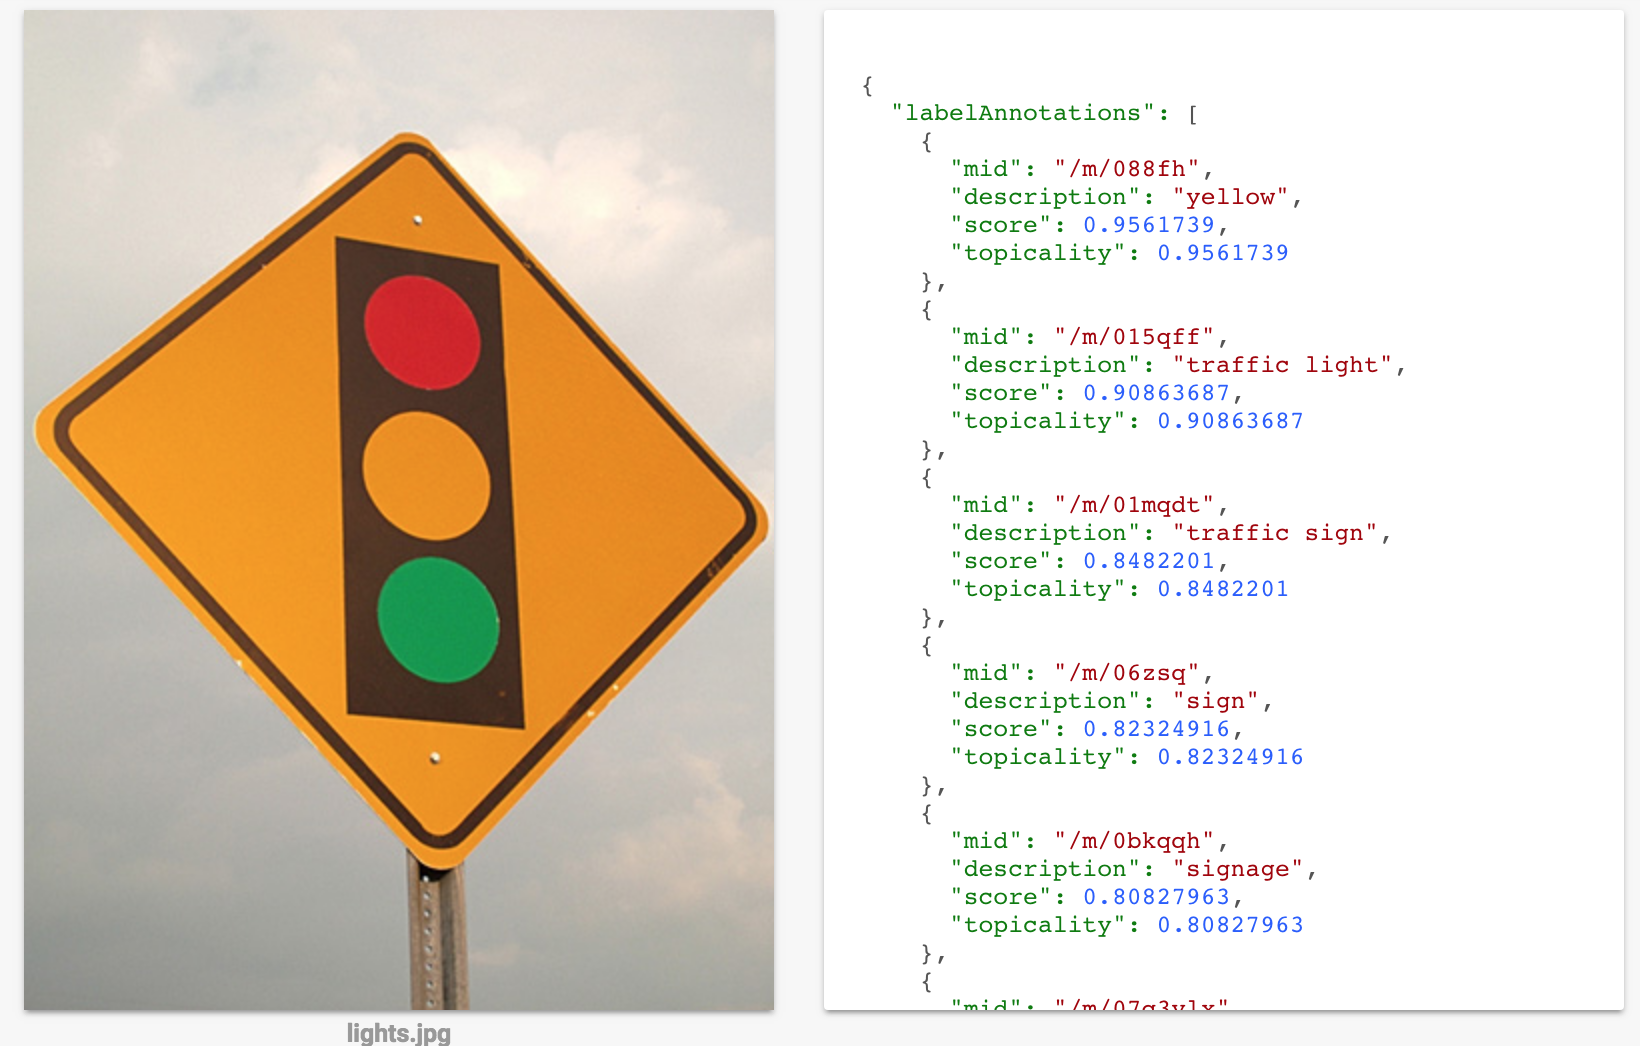 {
"labelAnnotations": [
{
"mid": "/m/088fh",
"description": "yellow",
"score": 0.9561739,
"topicality": 0.9561739
},
{
"mid": "/m/015qff",
"description": "traffic light",
"score": 0.90863687,
"topicality": 0.90863687
},
{
"mid": "/m/01mqdt",
"description": "traffic sign",
"score": 0.8482201,
"topicality": 0.8482201
},
{
"mid": "/m/06zsq",
"description": "sign",
"score": 0.82324916,
"topicality": 0.82324916
},
{
"mid": "/m/0bkqqh",
"description": "signage",
"score": 0.80827963,
"topicality": 0.80827963
},
{
"mid":
lights.jpg